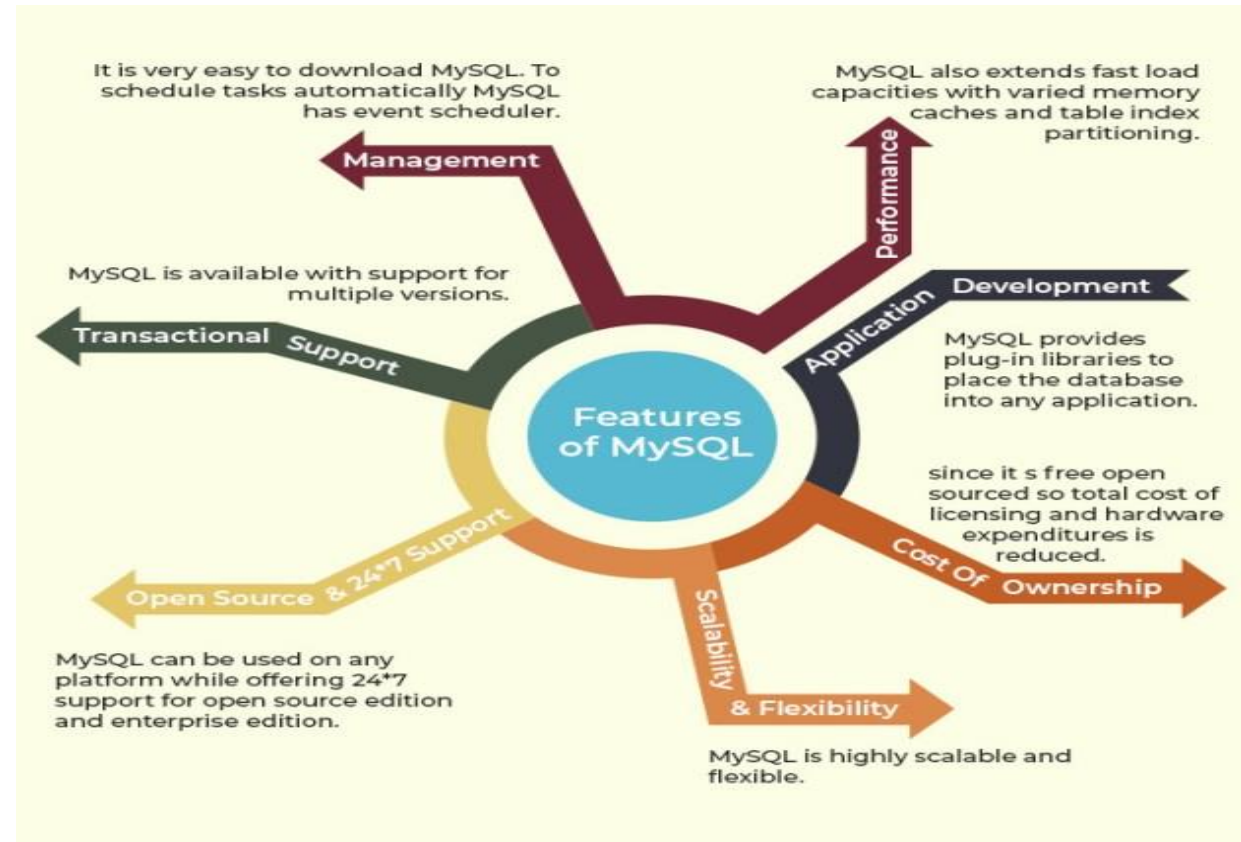 It is very easy to download MySQL. To
schedule tasks automatically MySQL
has event scheduler.
Management
MySQL also extends fast load
capacities with varied memory
caches and table index
partitioning.
Performance
MySQL is available with support for
multiple versions.
Transactional Support
Application Development
MySQL provides
plug-in libraries to
place the database
into any application.
Features
of MySQL
since it s free open
sourced so total cost of
licensing and hardware
expenditures is
reduced.
Cost Of Ownership
Open Source & 24*7 Support
MySQL can be used on any
platform while offering 24*7
support for open source edition
and enterprise edition.
Scalability
& Flexibility
MySQL is highly scalable and
flexible.